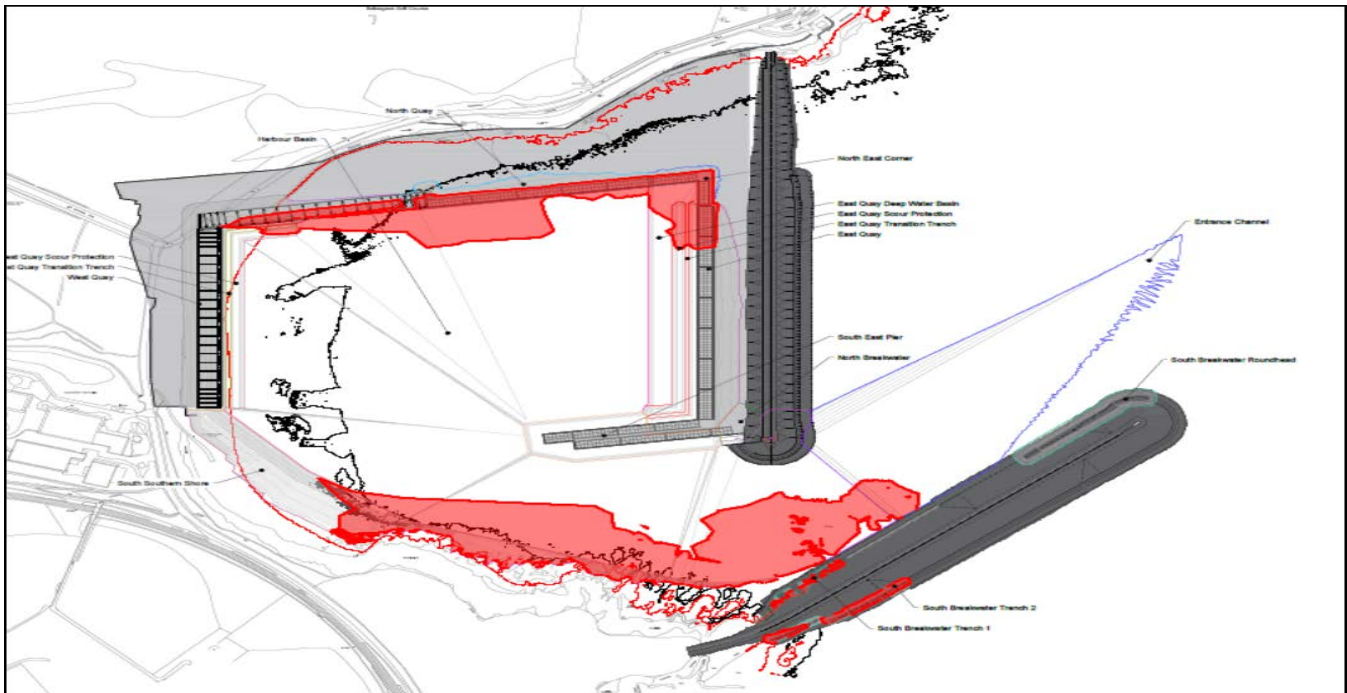 North Quay
Harbour Basin
North East Corner
East Quay Deep Water Basin
East Quay Scour Protection
East Quay Transition Trench
East Quay
Entrance Channel
est Quay Scour Protection
est Quay Transition Trench
West Quay
South East Pier
North Breakwater
South Breakwater Roundhead
South Southern Shore
South Breakwater Trench 2
South Breakwater Trench 1